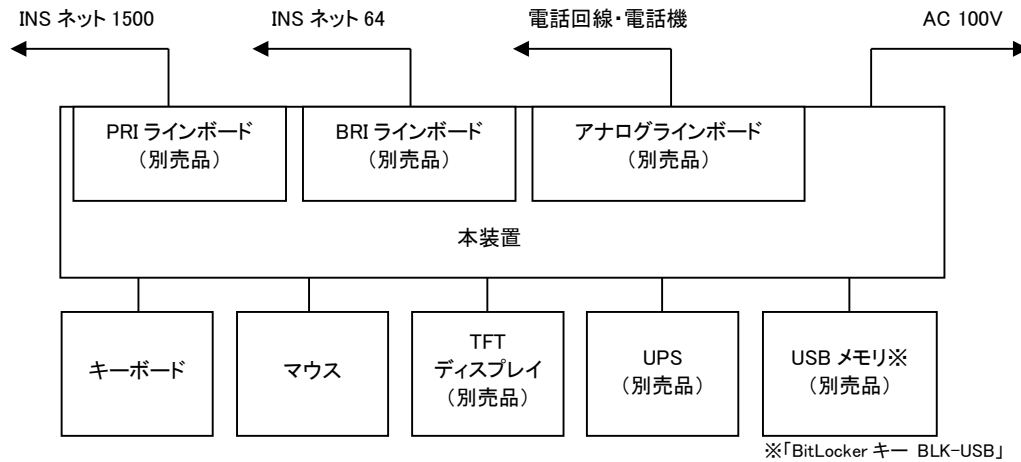 INS ネット 1500
INS ネット 64
電話回線・電話機
AC 100V
PRI ラインボード
（別売品）
BRI ラインボード
（別売品）
アナログラインボード
（別売品）
本装置
キーボード
マウス
TFT
ディスプレイ
（別売品）
UPS
（別売品）
USB メモリ※
（別売品）
※「BitLocker キー BLK-USB」